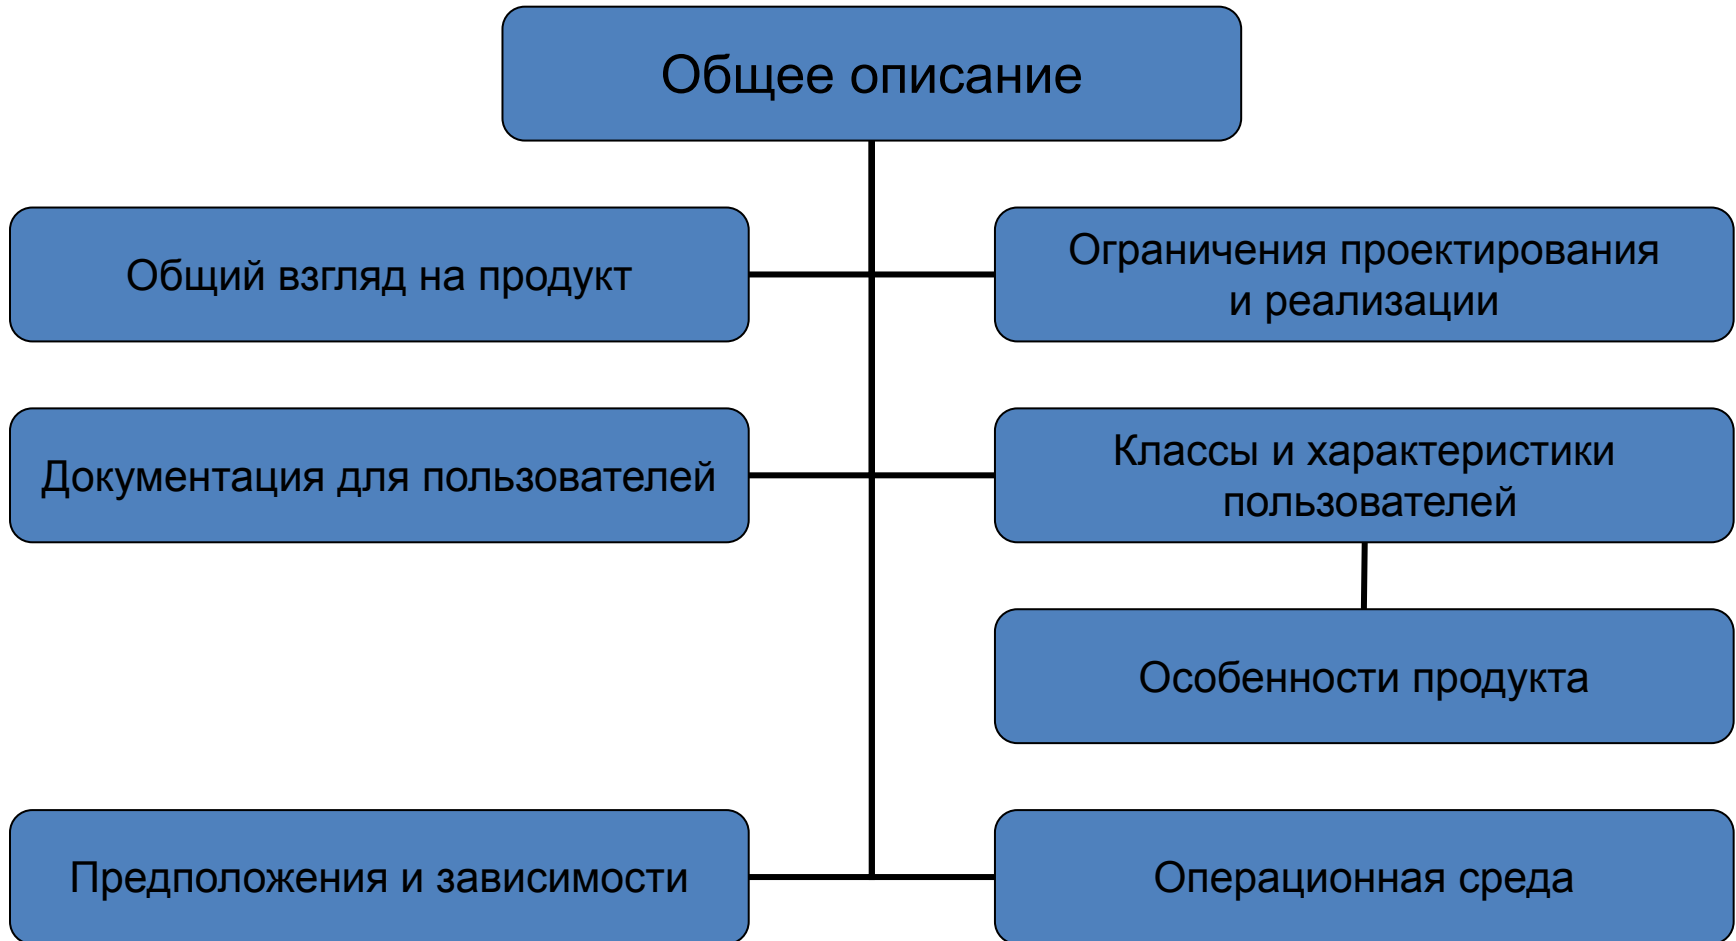 Общее описание
Общий взгляд на продукт
Ограничения проектирования
и реализации
Документация для пользователей
Классы и характеристики
пользователей
Особенности продукта
Предположения и зависимости
Операционная среда